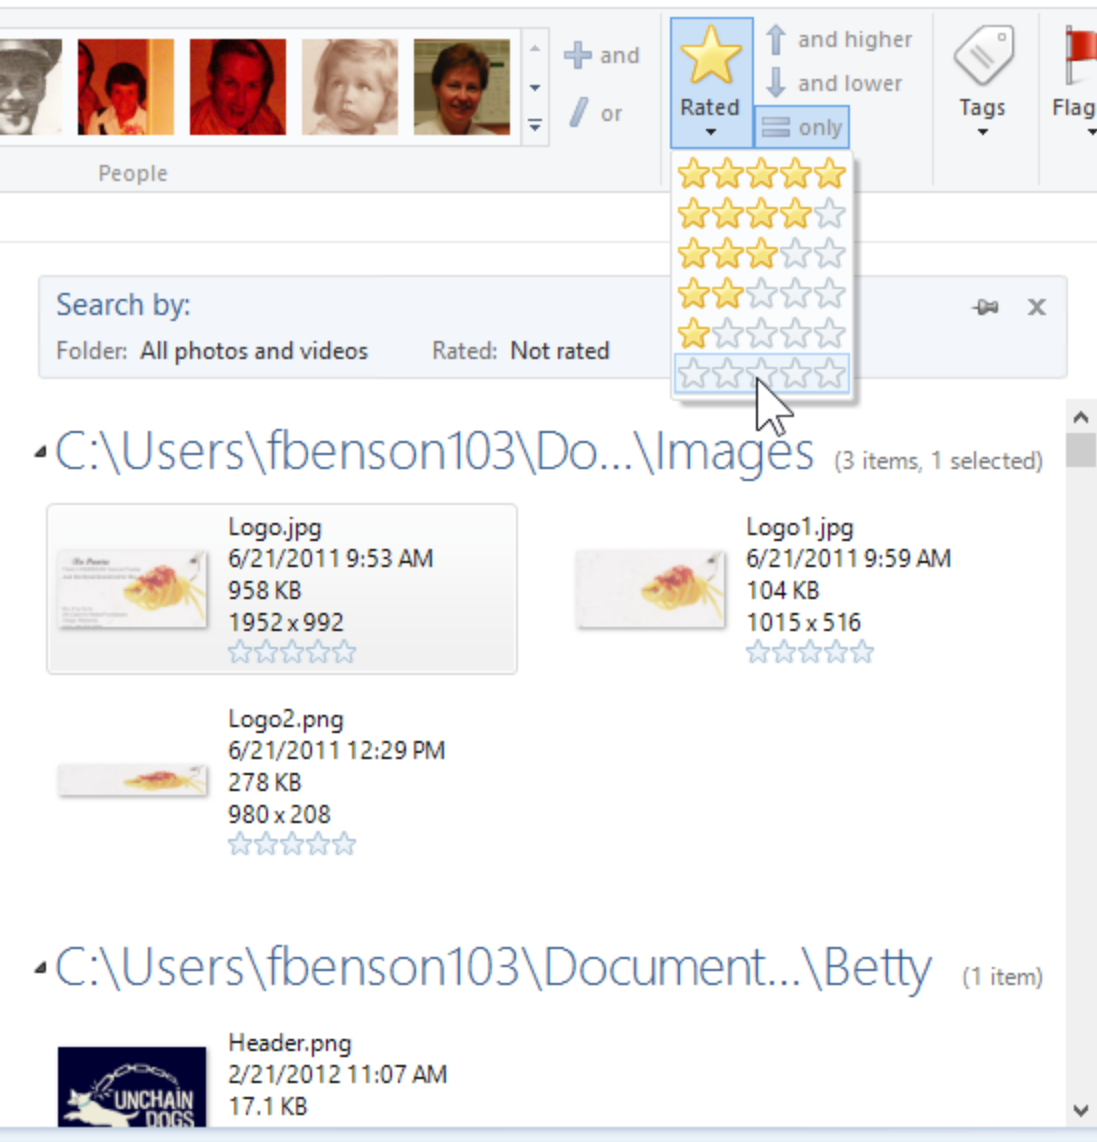 and
or
People
Rated
and higher
and lower
only
Tags
Flag
Search by:
Folder: All photos and videos Rated: Not rated
C:\Users\fbenson103\Do...\Images (3 items, 1 selected)
Logo.jpg
6/21/2011 9:53 AM
958 KB
1952 x 992
Logo1.jpg
6/21/2011 9:59 AM
104 KB
1015 x 516
Logo2.png
6/21/2011 12:29 PM
278 KB
980 x 208
C:\Users\fbenson103\Document...\Betty (1 item)
Header.png
2/21/2012 11:07 AM
17.1 KB
UNCHAIN
DOGS